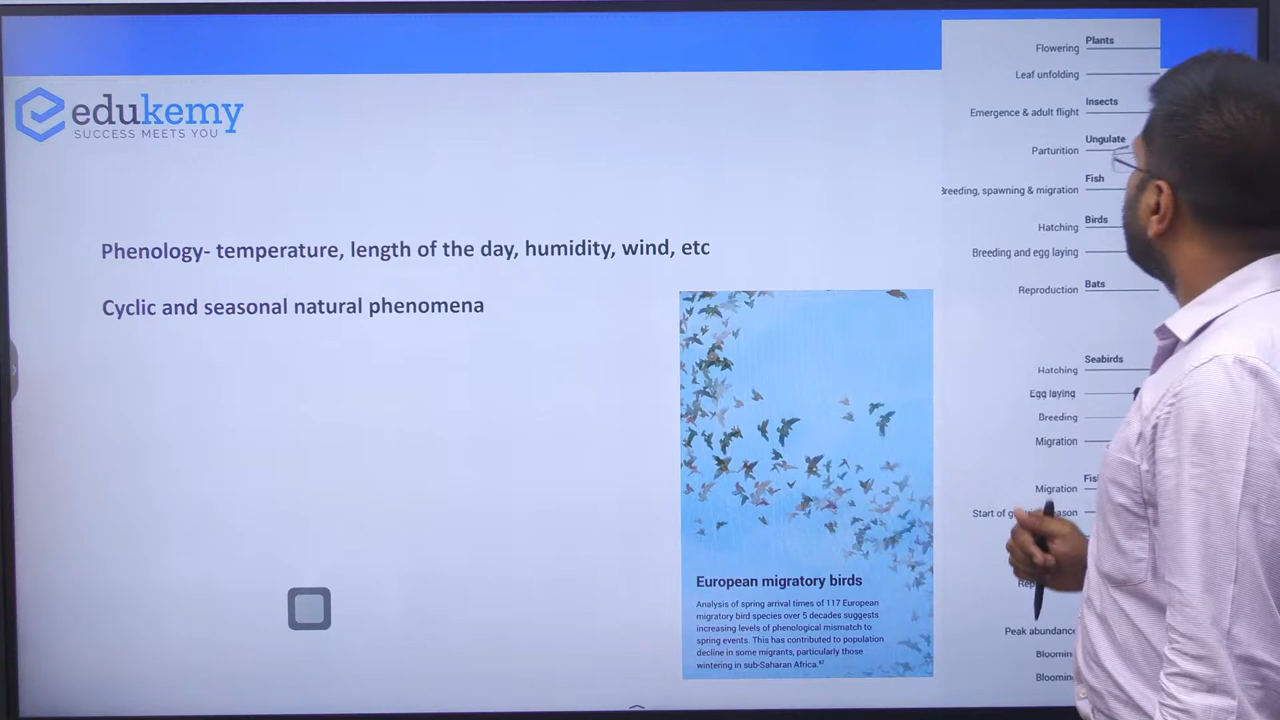 edukemy
SUCCESS MEETS YOU
Phenology- temperature, length of the day, humidity, wind, etc
Cyclic and seasonal natural phenomena
European migratory birds
Analysis of spring arrival times of 117 European
migratory bird species over 5 decades suggests
increasing levels of phenological mismatch to
spring events. This has contributed to population
decline in some migrants, particularly those
wintering in sub-Saharan Africa.⁸⁷
Plants
Flowering
Leaf unfolding
Insects
Emergence & adult flight
Ungulate
Parturition
Fish
Breeding, spawning & migration
Birds
Hatching
Breeding and egg laying
Bats
Reproduction
Seabirds
Hatching
Egg laying
Breeding
Migration
Migration
Start of
Peak abundance